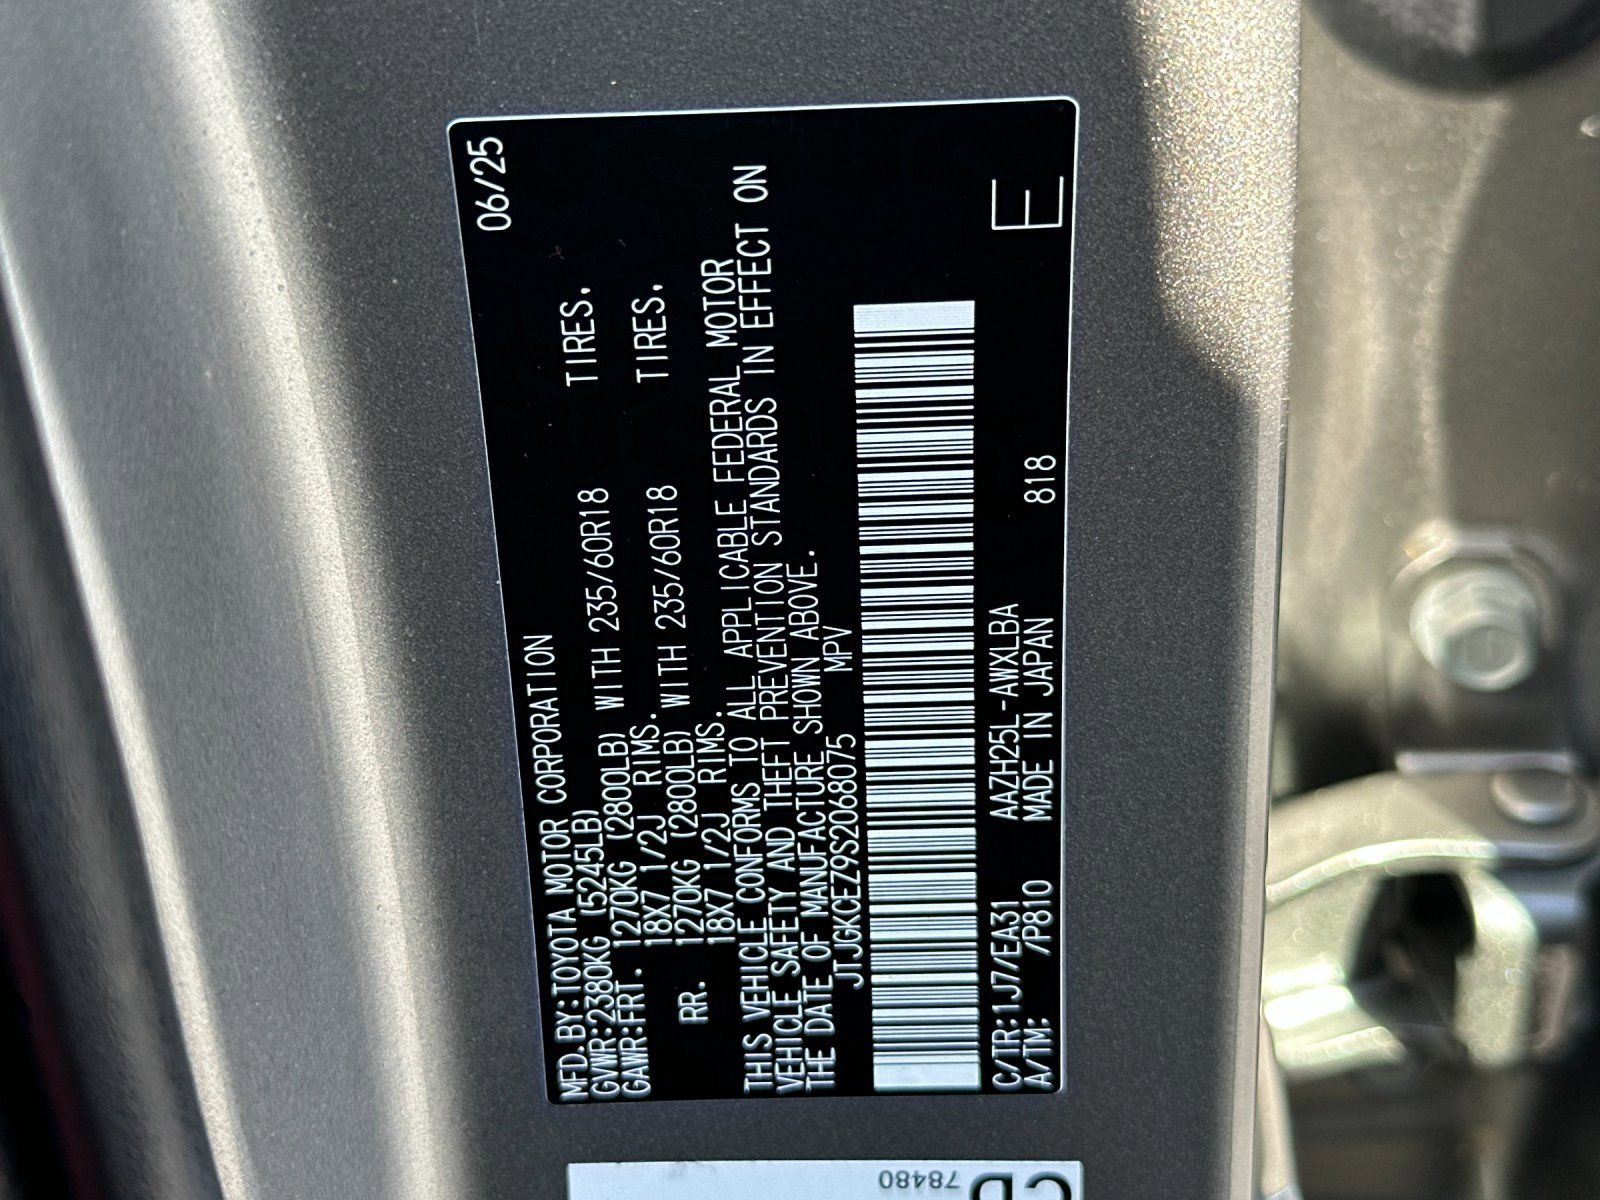 MFD.BY:TOYOTA MOTOR CORPORATION 06/25
GVWR:2380KG (5245LB)
GAWR:FRT. 1270KG (2800LB) WITH 235/60R18 TIRES.
18X7 1/2J RIMS.
RR. 1270KG (2800LB) WITH 235/60R18 TIRES.
18X7 1/2J RIMS.
THIS VEHICLE CONFORMS TO ALL APPLICABLE FEDERAL MOTOR
VEHICLE SAFETY AND THEFT PREVENTION STANDARDS IN EFFECT ON
THE DATE OF MANUFACTURE SHOWN ABOVE.
JTJGKCEZ9S2068075 MPV
C/TR:1J7/EA31 AAZH25L-AWXLBA
A/TM: /P810 MADE IN JAPAN 818 E
78480